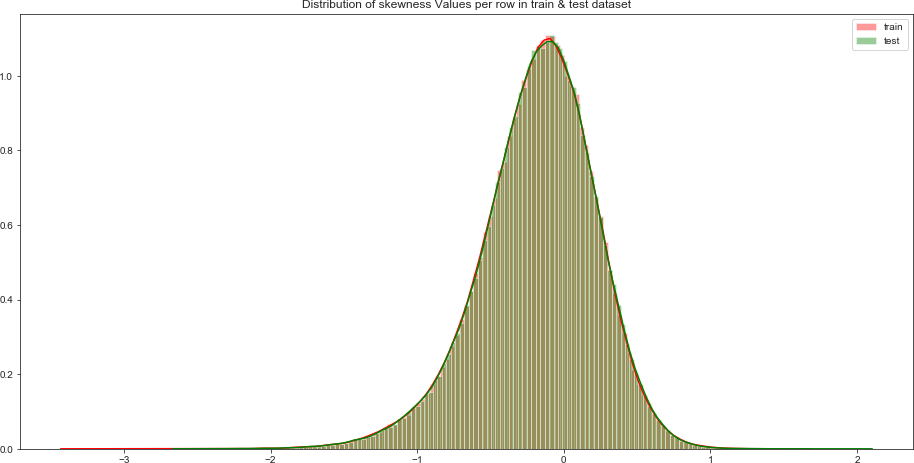 Distribution of skewness Values per row in train & test dataset
train
test
1.0
0.8
0.6
0.4
0.2
0.0
−3 −2 −1 0 1 2